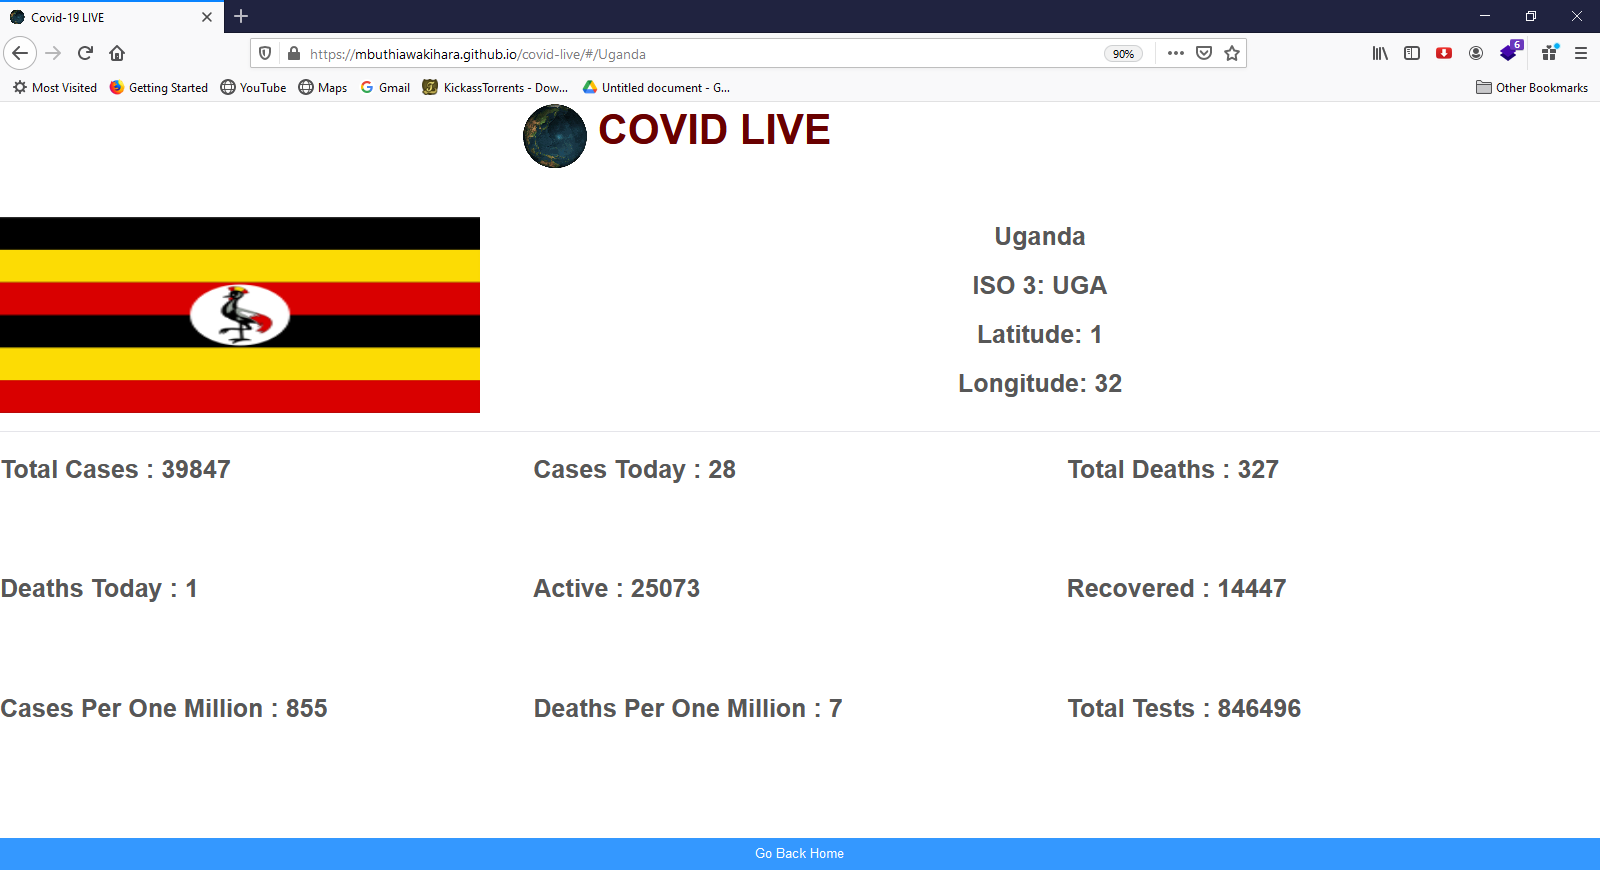 Covid-19 LIVE
https://mbuthiawakihara.github.io/covid-live/#/Uganda
90%
6
Most Visited
Getting Started
YouTube
Maps
Gmail
KickassTorrents - Dow...
Untitled document - G...
Other Bookmarks
COVID LIVE
Uganda
ISO 3: UGA
Latitude: 1
Longitude: 32
Total Cases : 39847
Cases Today : 28
Total Deaths : 327
Deaths Today : 1
Active : 25073
Recovered : 14447
Cases Per One Million : 855
Deaths Per One Million : 7
Total Tests : 846496
Go Back Home